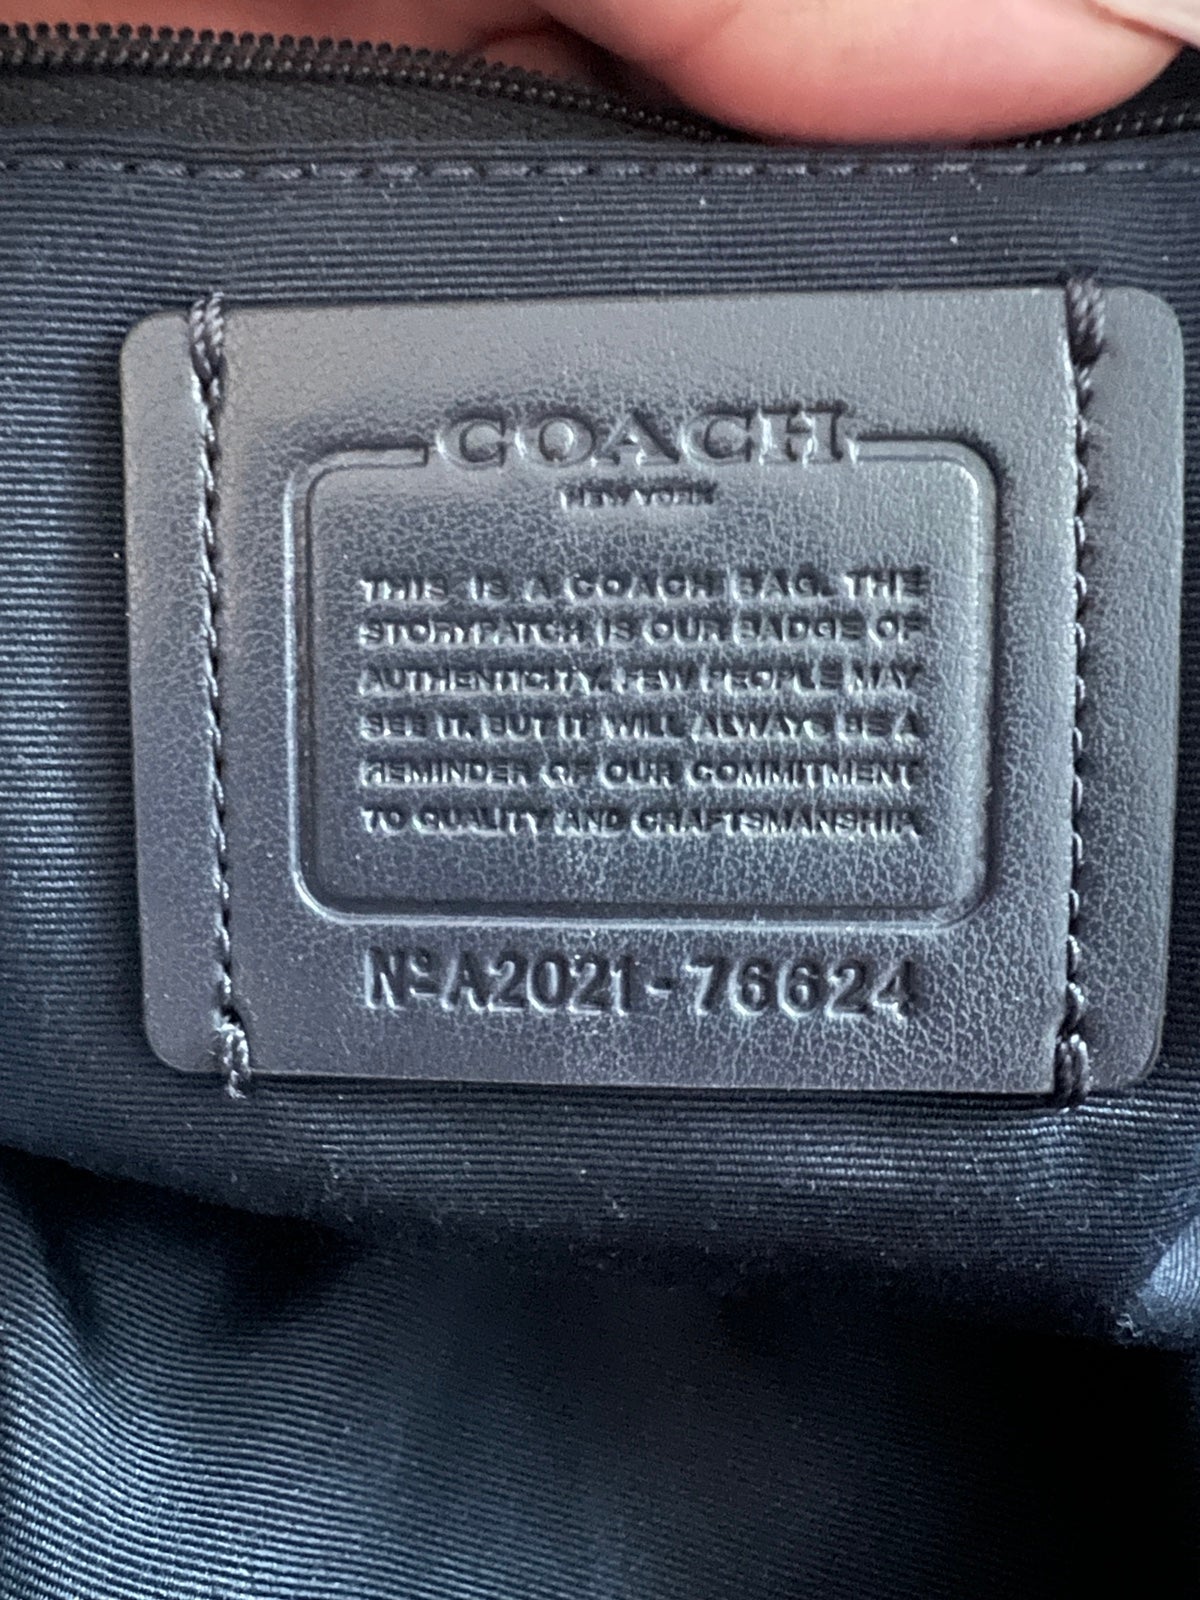 COACH
NEW YORK
THIS IS A COACH BAG. THE
STORYPATCH IS OUR BADGE OF
AUTHENTICITY. FEW PEOPLE MAY
SEE IT. BUT IT WILL ALWAYS BE A
REMINDER OF OUR COMMITMENT
TO QUALITY AND CRAFTSMANSHIP.
Nº A2021-76624